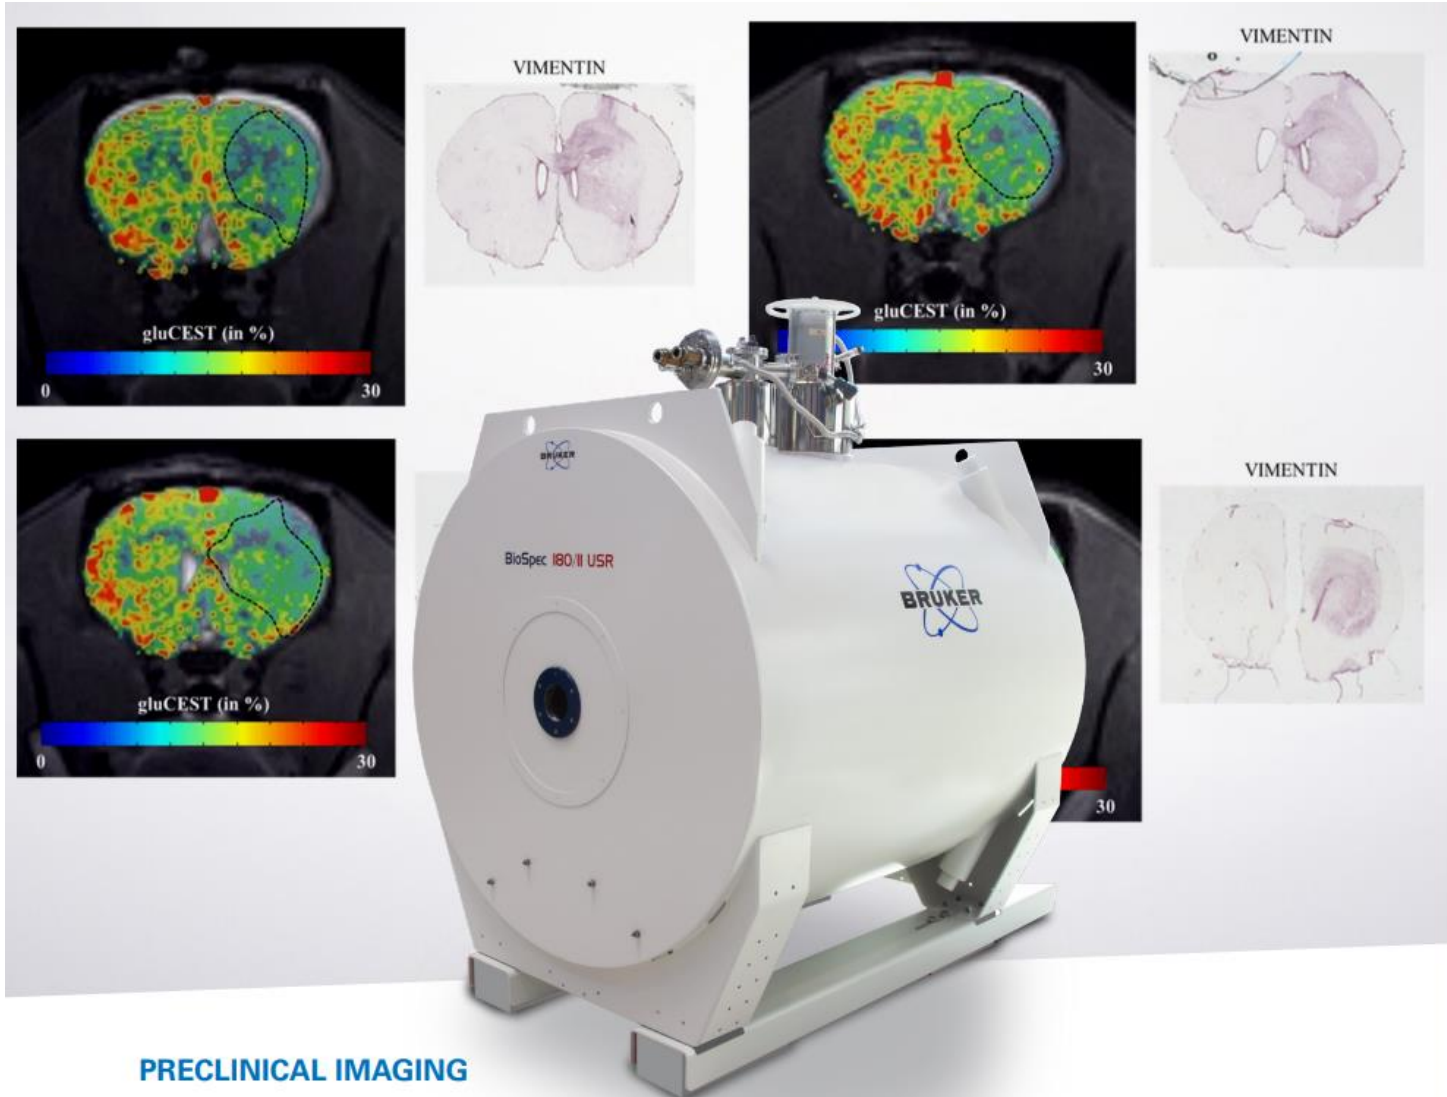 VIMENTIN
VIMENTIN
gluCEST (in %)
0
30
gluCEST (in %)
30
BRUKER
VIMENTIN
BioSpec 180/11 USR
BRUKER
gluCEST (in %)
0
30
30
PRECLINICAL IMAGING